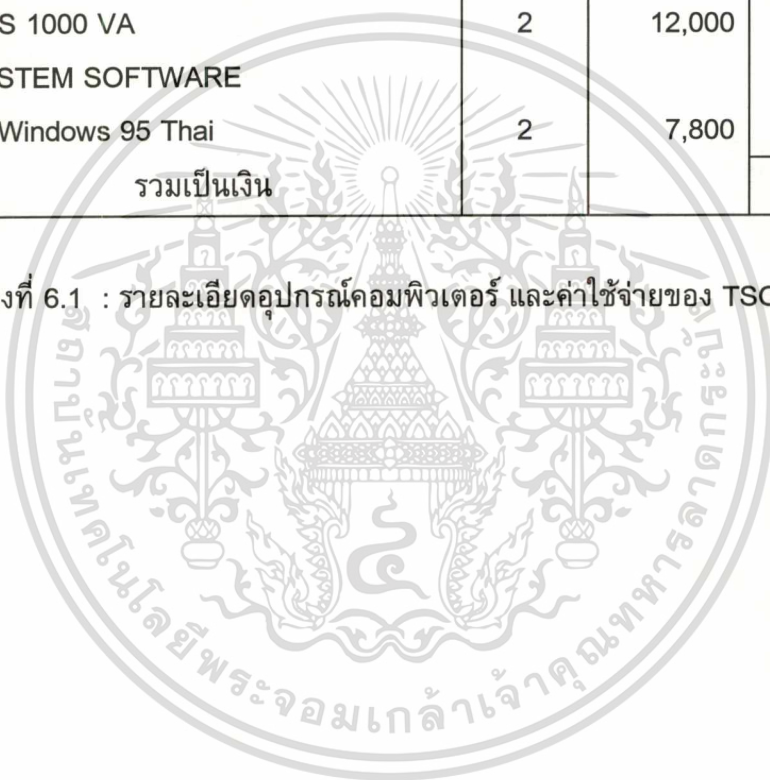 S 1000 VA 2 12,000
STEM SOFTWARE
Windows 95 Thai 2 7,800
รวมเป็นเงิน
งที่ 6.1 : รายละเอียดอุปกรณ์คอมพิวเตอร์ และค่าใช้จ่ายของ TSC
สถาบันเทคโนโลยีพระจอมเกล้าเจ้าคุณทหารลาดกระบัง